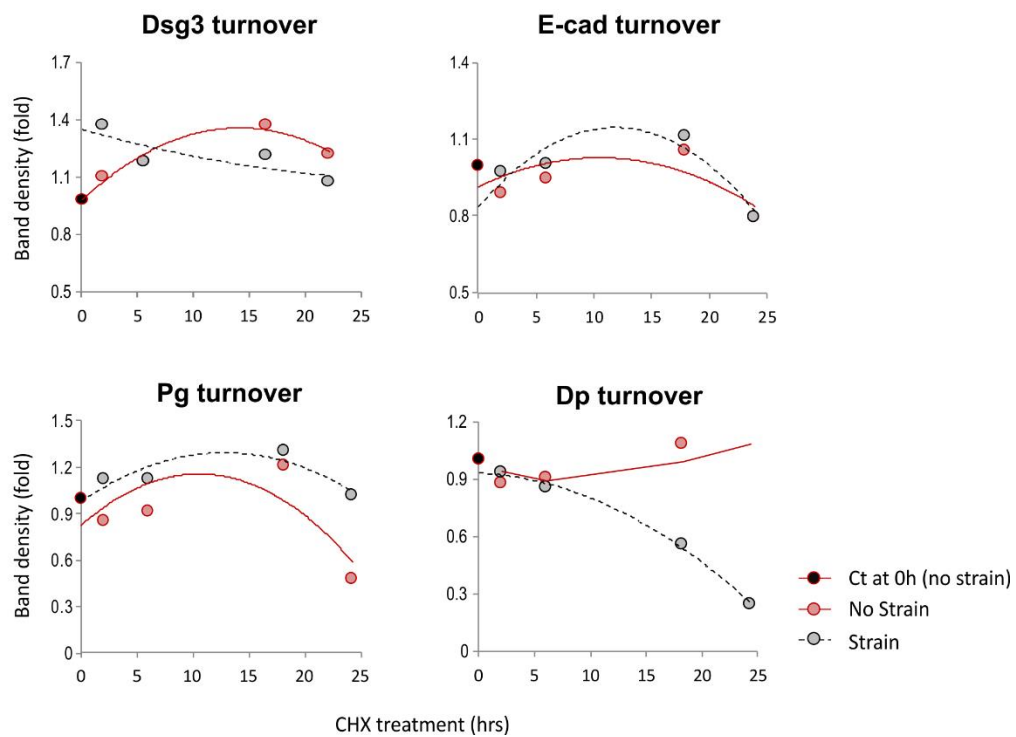 Dsg3 turnover
Band density (fold)
1.7
1.4
1.1
0.8
0.5
0 5 10 15 20 25
E-cad turnover
1.4
1.1
0.8
0.5
0 5 10 15 20 25
Pg turnover
Band density (fold)
1.5
1.2
0.9
0.6
0.3
0
0 5 10 15 20 25
Dp turnover
1.2
0.9
0.6
0.3
0
0 5 10 15 20 25
Ct at 0h (no strain)
No Strain
Strain
CHX treatment (hrs)